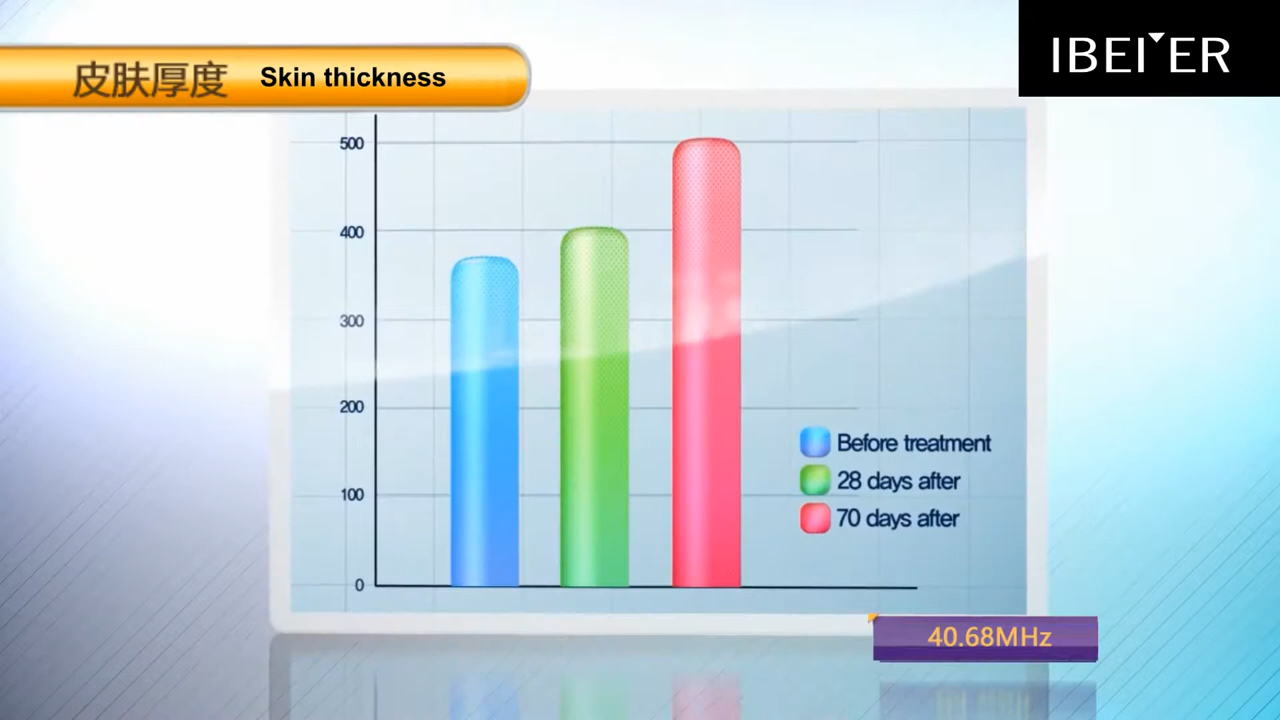 皮肤厚度 Skin thickness
IBEIER
500
400
300
200
100
0
Before treatment
28 days after
70 days after
40.68MHz